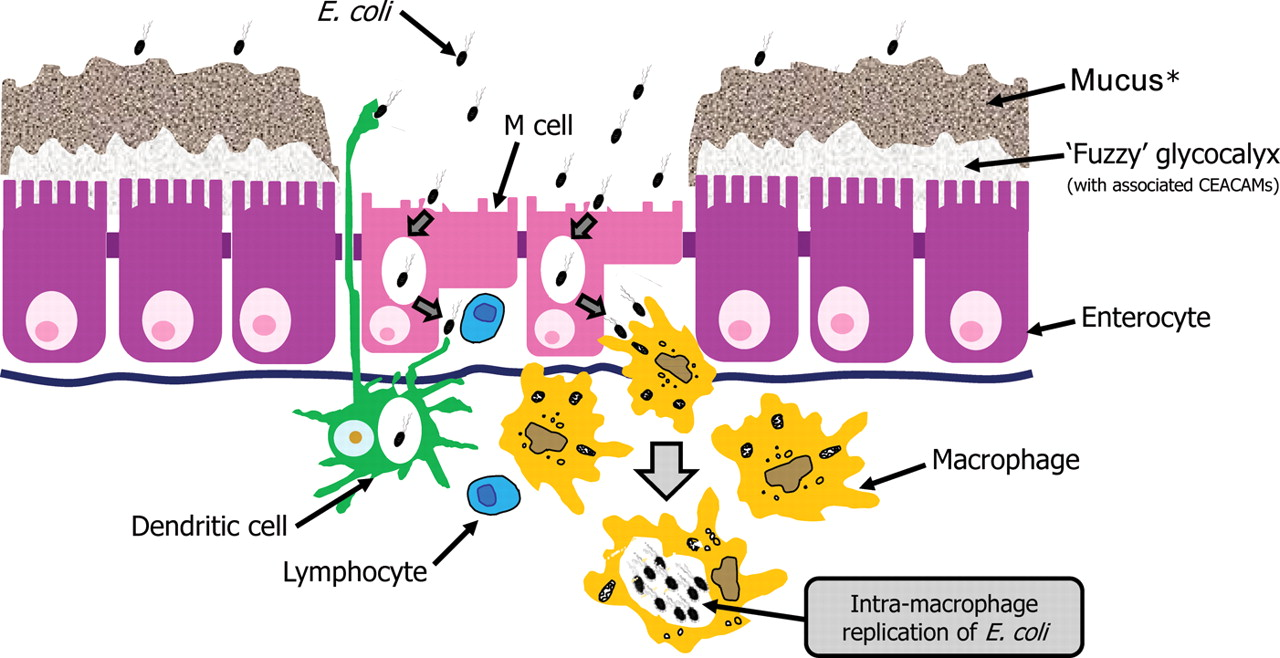 E. coli
Mucus*
M cell
'Fuzzy' glycocalyx
(with associated CEACAMs)
Enterocyte
Macrophage
Dendritic cell
Lymphocyte
Intra-macrophage
replication of E. coli